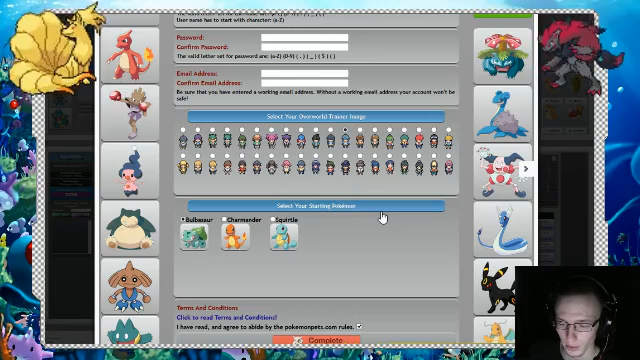 User name has to start with character: (a-Z)
Password:
Confirm Password:
The valid letter set for password are: (a-Z) (0-9) ( . ) ( _ ) ( $ ) ( )
Email Address:
Confirm Email Address:
Be sure that you have entered a working email address. Without a working email address your account won't be
safe!
Select Your Overworld Trainer Image
Select Your Starting Pokémon
Bulbasaur Charmander Squirtle
Terms And Conditions
Click to read Terms and Conditions!
I have read, and agree to abide by the pokemonpets.com rules.
Complete